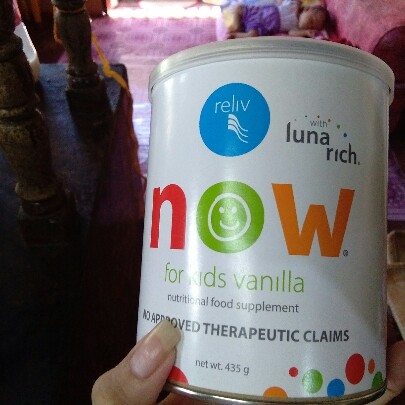 reliv
with
luna
rich®
now®
for kids vanilla
nutritional food supplement
NO APPROVED THERAPEUTIC CLAIMS
net wt. 435 g